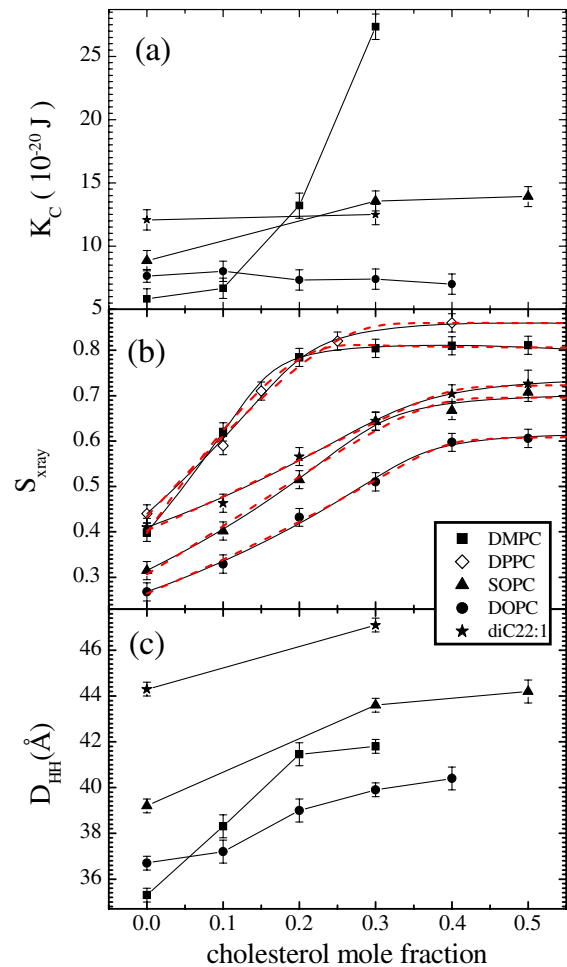 (a)
25
20
15
10
5
K_C ( 10^-20 J )
(b)
0.8
0.7
0.6
0.5
0.4
0.3
S_xray
DMPC
DPPC
SOPC
DOPC
diC22:1
(c)
46
44
42
40
38
36
D_HH(Å)
0.0 0.1 0.2 0.3 0.4 0.5
cholesterol mole fraction